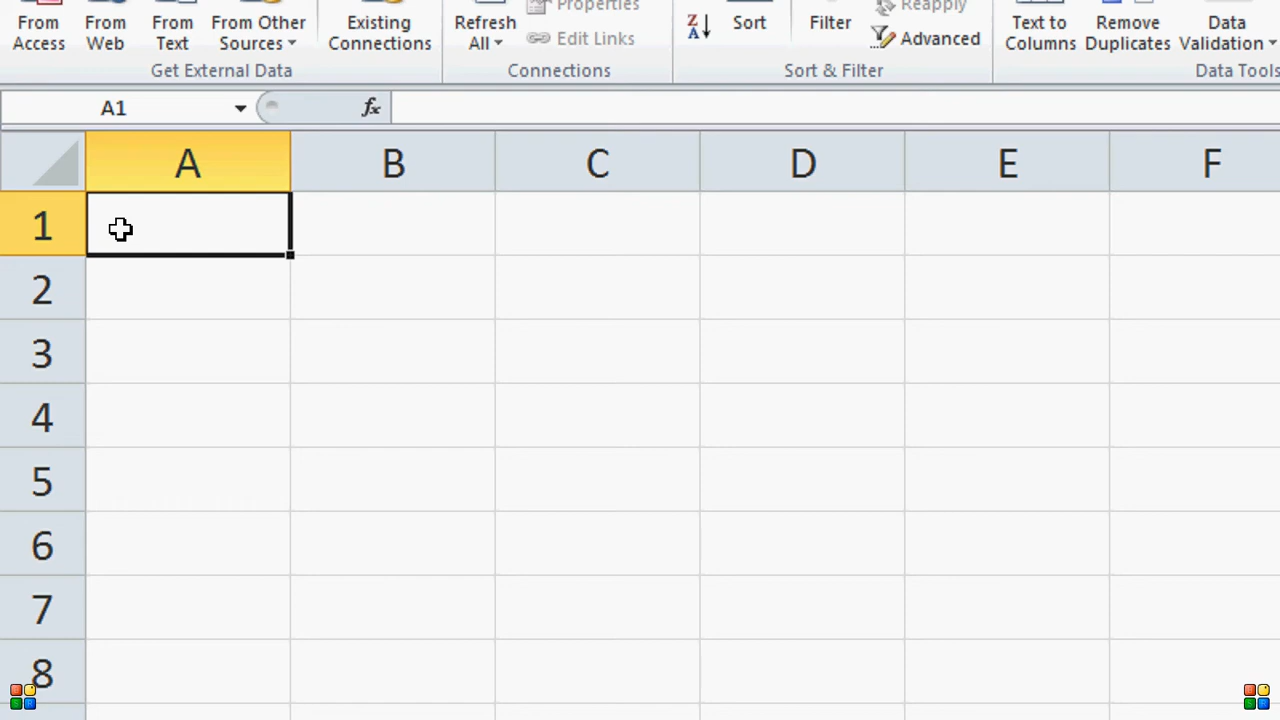 From Access
From Web
From Text
From Other Sources
Existing Connections
Refresh All
Properties
Edit Links
Z A
Sort
Filter
Reapply
Advanced
Text to Columns
Remove Duplicates
Data Validation
Get External Data
Connections
Sort & Filter
Data Tools
A1
fx
A B C D E F
1
2
3
4
5
6
7
8